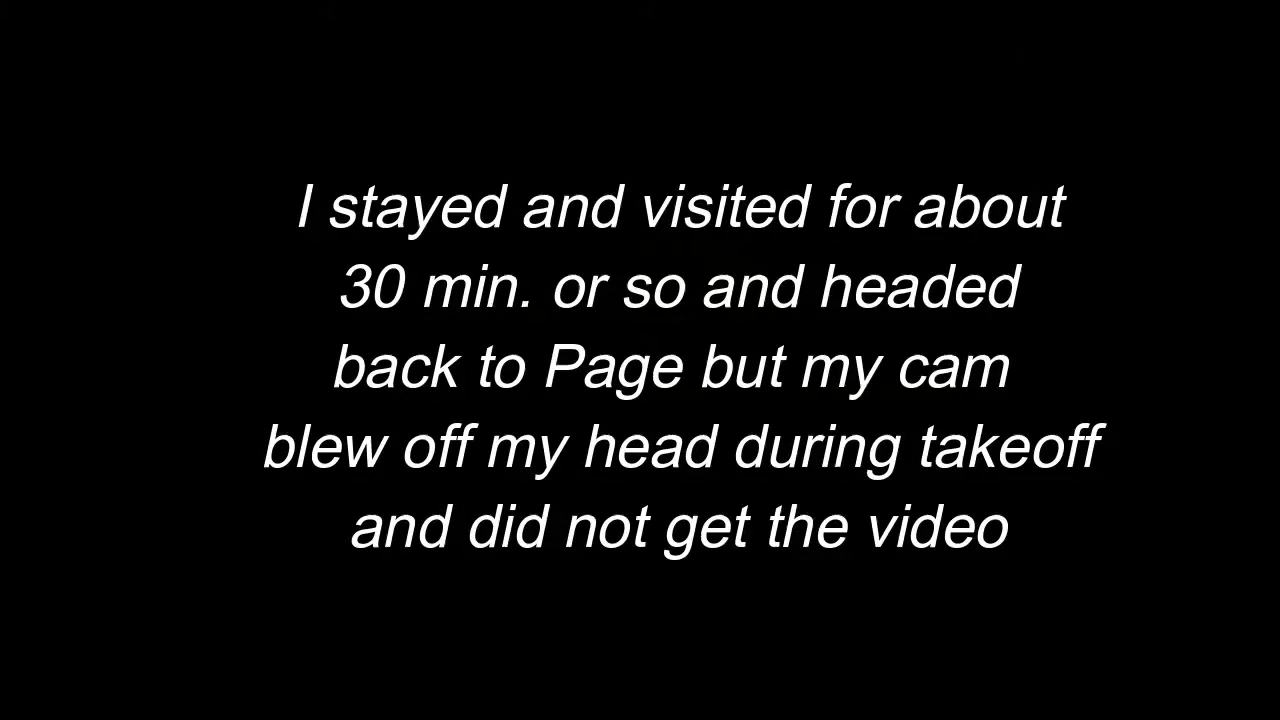 I stayed and visited for about
30 min. or so and headed
back to Page but my cam
blew off my head during takeoff
and did not get the video